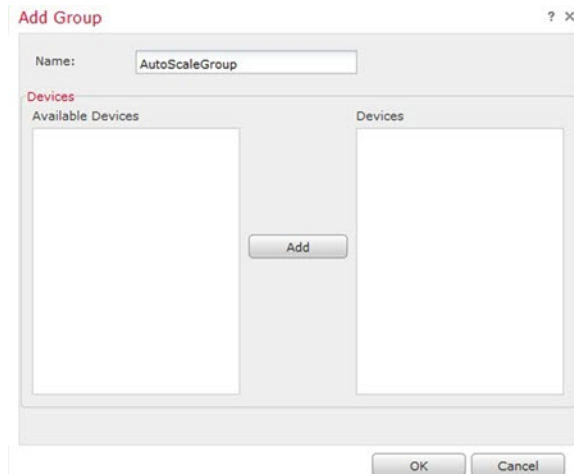 Add Group
? X
Name:
AutoScaleGroup
Devices
Available Devices
Devices
Add
OK
Cancel